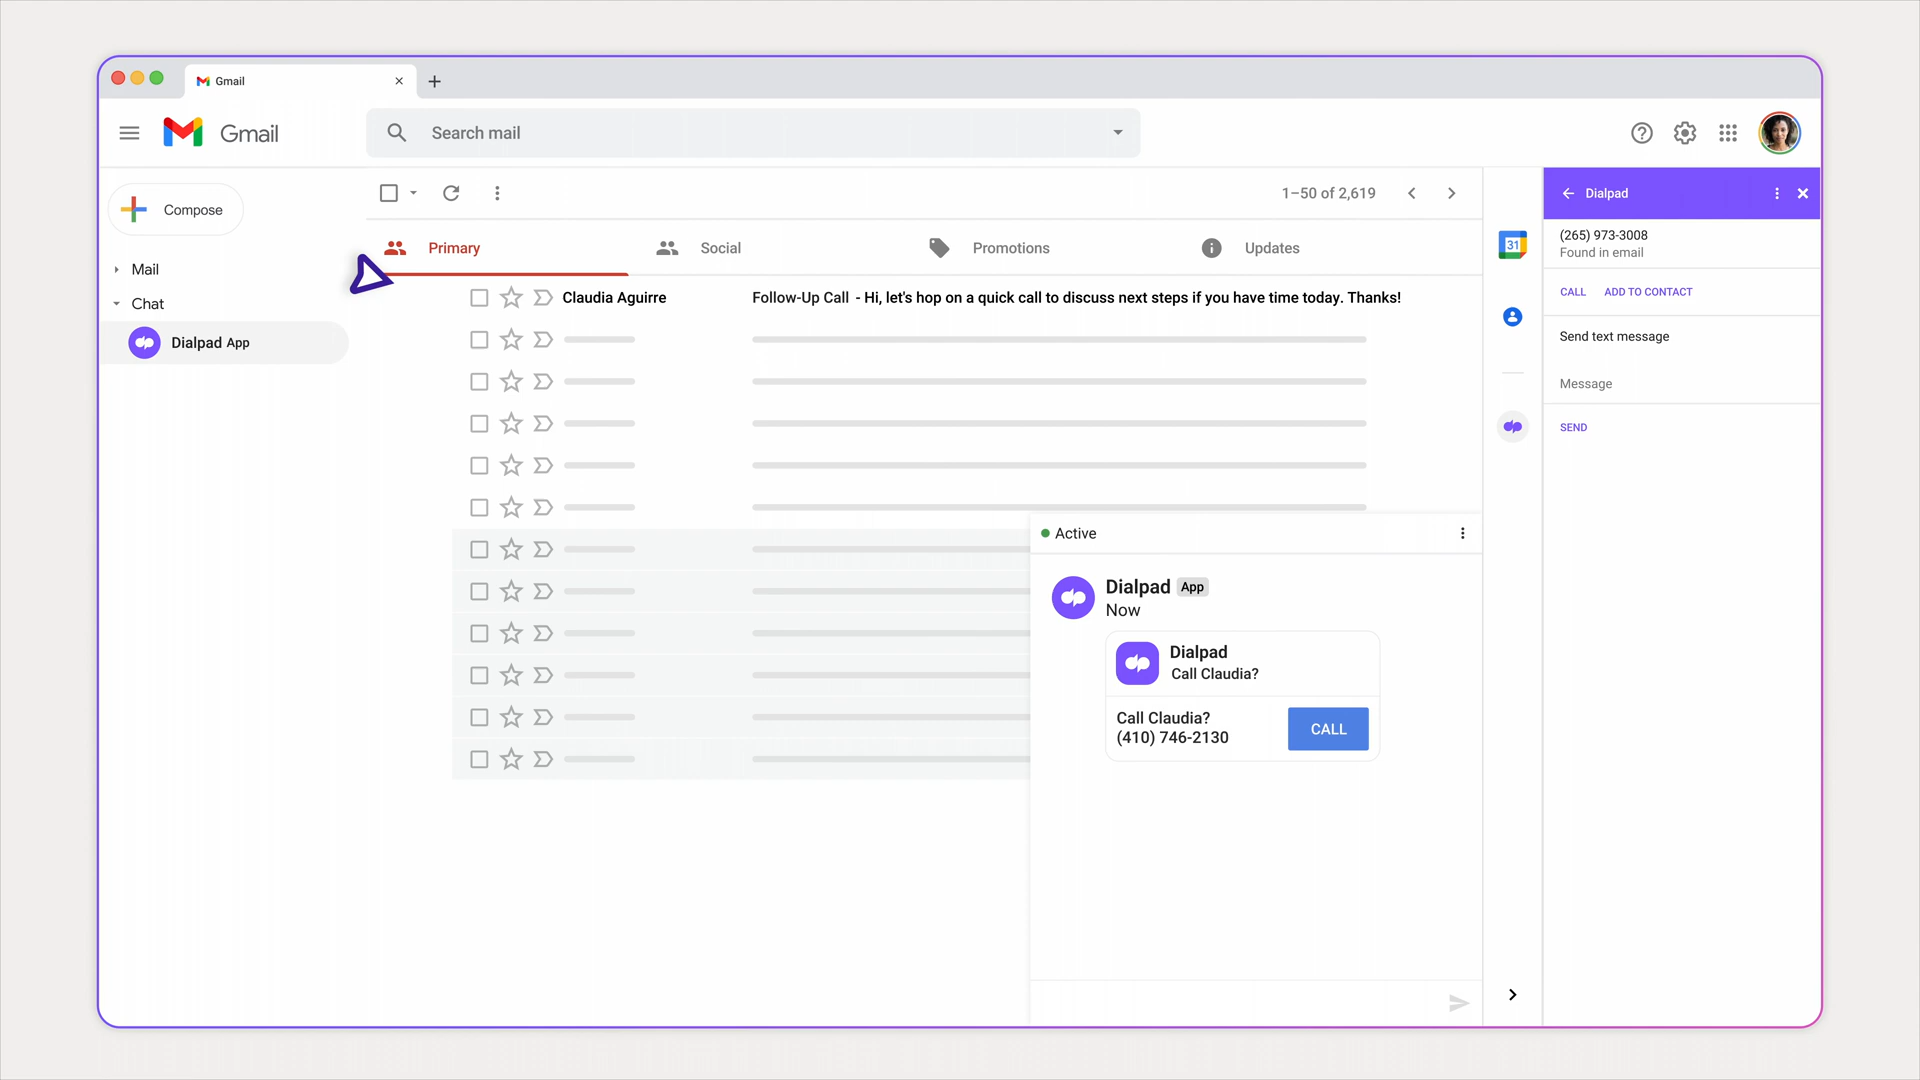 Gmail
Gmail
Search mail
Compose
Mail
Chat
Dialpad App
1–50 of 2,619
Primary
Social
Promotions
Updates
Claudia Aguirre
Follow-Up Call - Hi, let's hop on a quick call to discuss next steps if you have time today. Thanks!
Active
Dialpad App
Now
Dialpad
Call Claudia?
Call Claudia?
(410) 746-2130
CALL
31
Dialpad
(265) 973-3008
Found in email
CALL ADD TO CONTACT
Send text message
Message
SEND